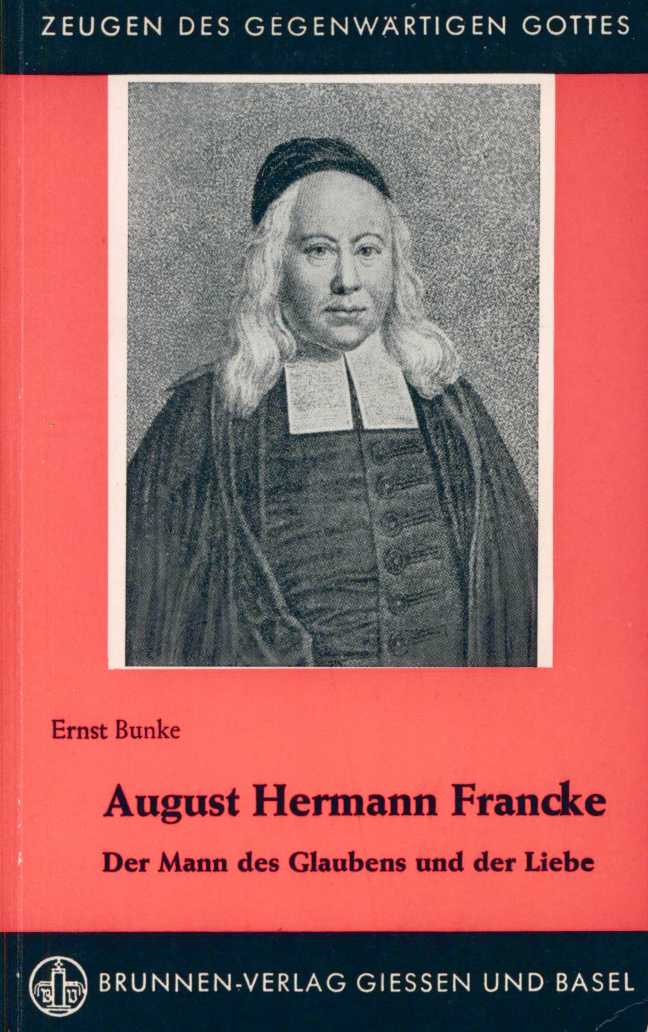 ZEUGEN DES GEGENWÄRTIGEN GOTTES
Ernst Bunke
August Hermann Francke
Der Mann des Glaubens und der Liebe
BV
BRUNNEN-VERLAG GIESSEN UND BASEL